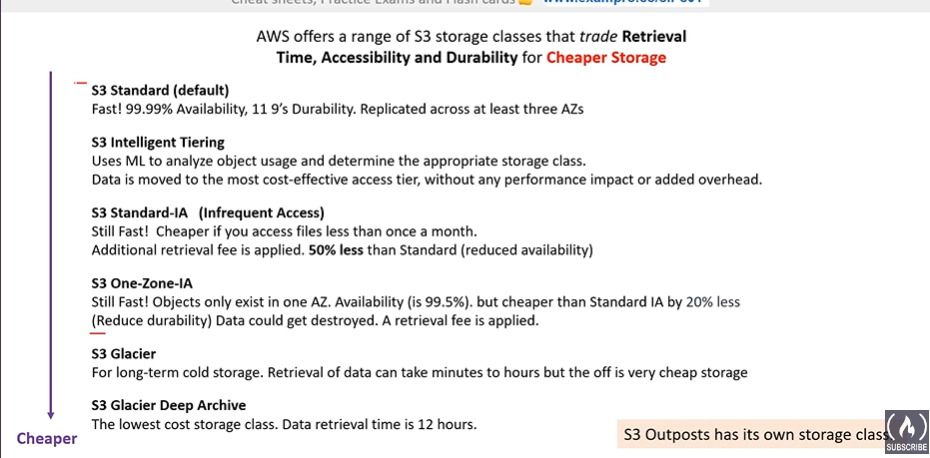 Cheat sheets, Practice Exams and Flash cards www.exampro.co/clf-c01
AWS offers a range of S3 storage classes that trade Retrieval
Time, Accessibility and Durability for Cheaper Storage
S3 Standard (default)
Fast! 99.99% Availability, 11 9's Durability. Replicated across at least three AZs
S3 Intelligent Tiering
Uses ML to analyze object usage and determine the appropriate storage class.
Data is moved to the most cost-effective access tier, without any performance impact or added overhead.
S3 Standard-IA (Infrequent Access)
Still Fast! Cheaper if you access files less than once a month.
Additional retrieval fee is applied. 50% less than Standard (reduced availability)
S3 One-Zone-IA
Still Fast! Objects only exist in one AZ. Availability (is 99.5%). but cheaper than Standard IA by 20% less
(Reduce durability) Data could get destroyed. A retrieval fee is applied.
S3 Glacier
For long-term cold storage. Retrieval of data can take minutes to hours but the off is very cheap storage
S3 Glacier Deep Archive
The lowest cost storage class. Data retrieval time is 12 hours.
Cheaper
S3 Outposts has its own storage class
SUBSCRIBE